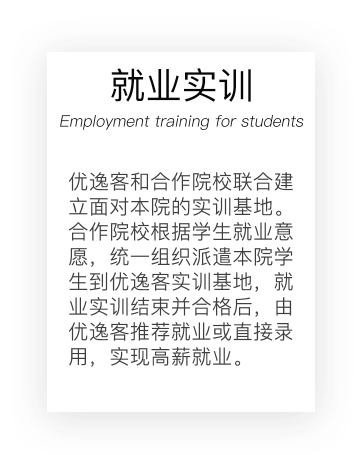 就业实训
Employment training for students
优逸客和合作院校联合建
立面对本院的实训基地。
合作院校根据学生就业意
愿，统一组织派遣本院学
生到优逸客实训基地，就
业实训结束并合格后，由
优逸客推荐就业或直接录
用，实现高薪就业。